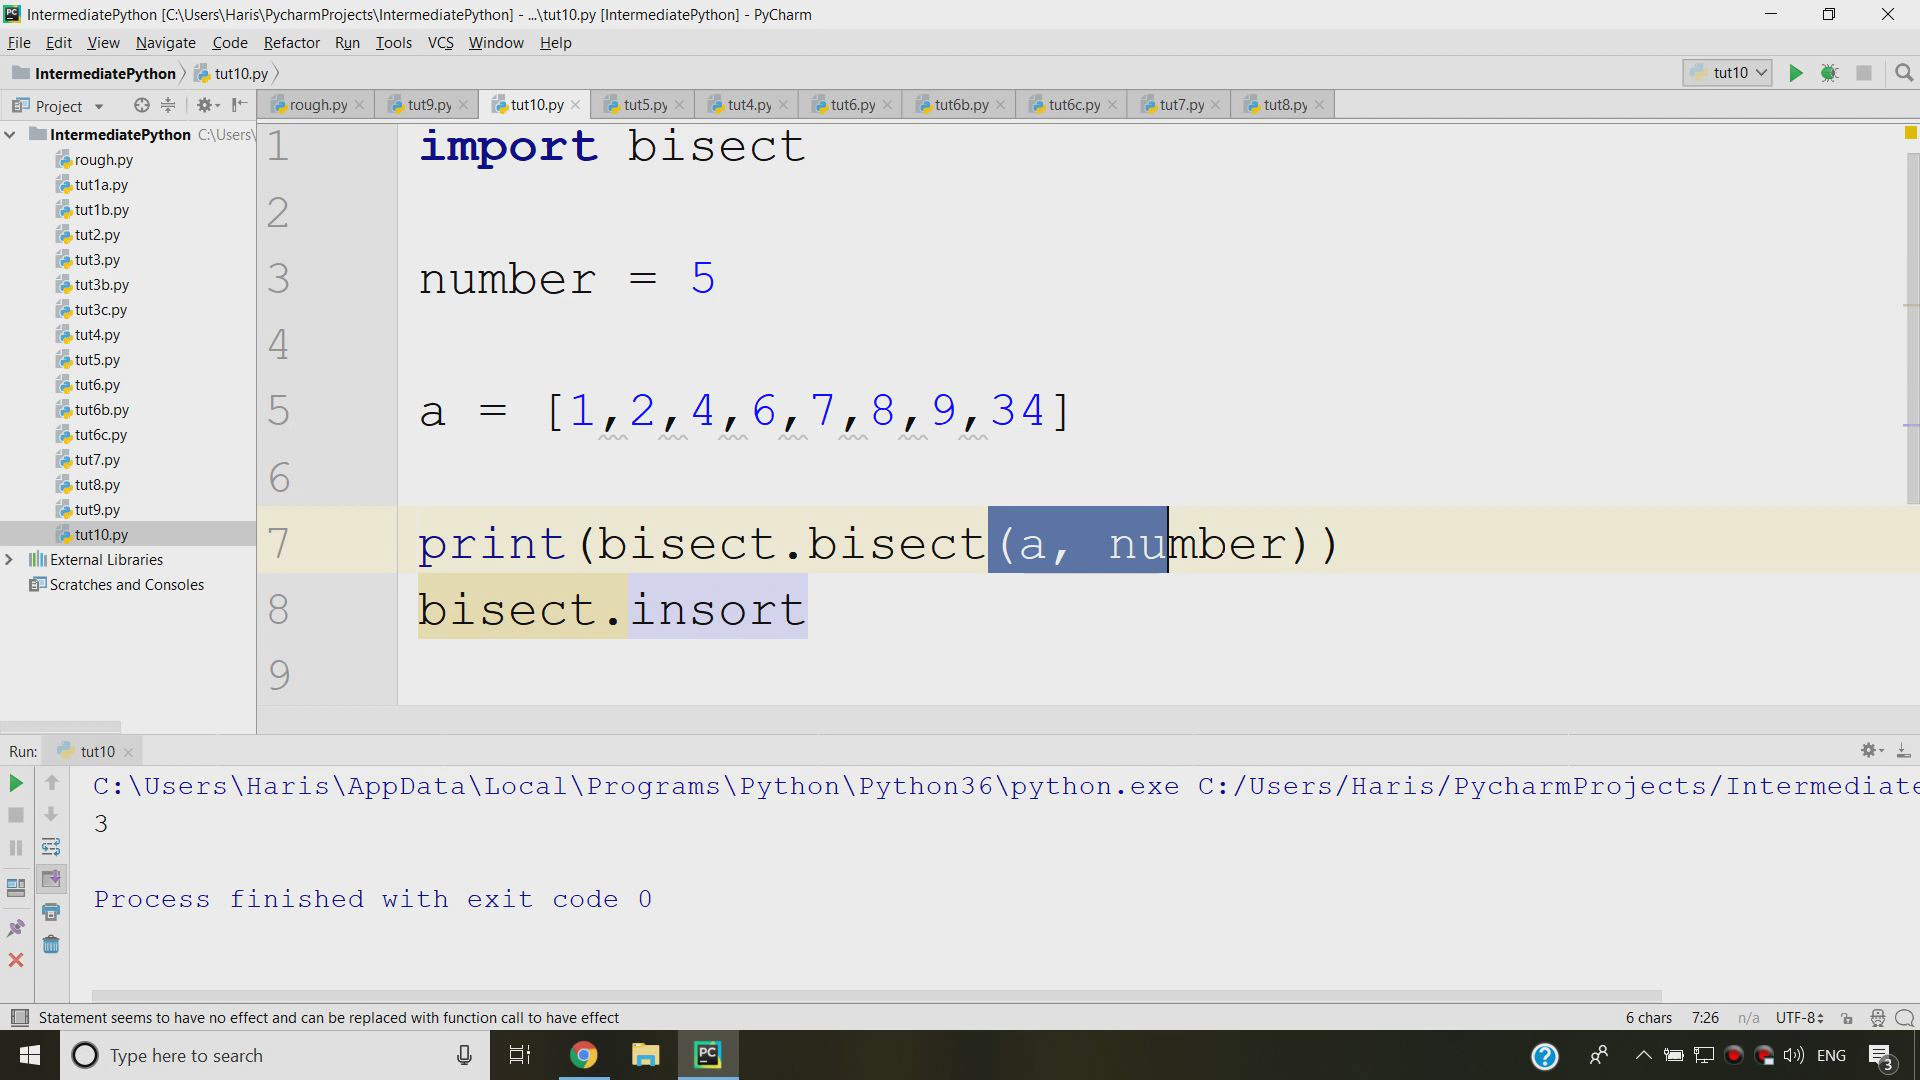 IntermediatePython [C:\Users\Haris\PycharmProjects\IntermediatePython] - ...\tut10.py [IntermediatePython] - PyCharm
File Edit View Navigate Code Refactor Run Tools VCS Window Help
IntermediatePython tut10.py tut10
Project rough.py tut9.py tut10.py tut5.py tut4.py tut6.py tut6b.py tut6c.py tut7.py tut8.py
IntermediatePython C:\Users\
rough.py
tut1a.py
tut1b.py
tut2.py
tut3.py
tut3b.py
tut3c.py
tut4.py
tut5.py
tut6.py
tut6b.py
tut6c.py
tut7.py
tut8.py
tut9.py
tut10.py
External Libraries
Scratches and Consoles
1 import bisect
2
3 number = 5
4
5 a = [1,2,4,6,7,8,9,34]
6
7 print(bisect.bisect(a, number))
8 bisect.insort
9
Run: tut10
C:\Users\Haris\AppData\Local\Programs\Python\Python36\python.exe C:/Users/Haris/PycharmProjects/Intermediate
3
Process finished with exit code 0
Statement seems to have no effect and can be replaced with function call to have effect 6 chars 7:26 n/a UTF-8
Type here to search PC ENG 3